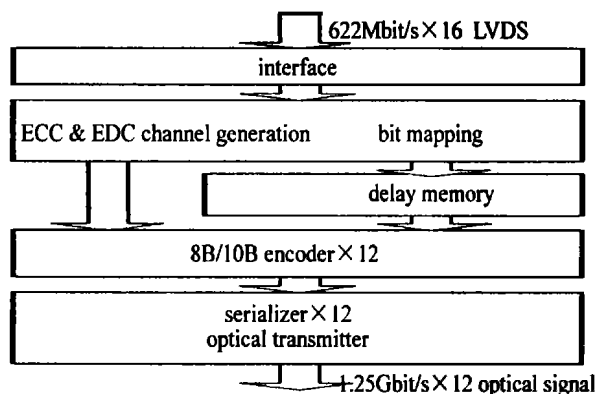 622Mbit/s×16 LVDS
interface
ECC & EDC channel generation bit mapping
delay memory
8B/10B encoder×12
serializer×12
optical transmitter
1.25Gbit/s×12 optical signal